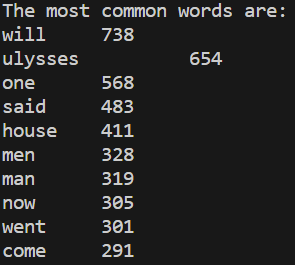 The most common words are:
will 738
ulysses 654
one 568
said 483
house 411
men 328
man 319
now 305
went 301
come 291